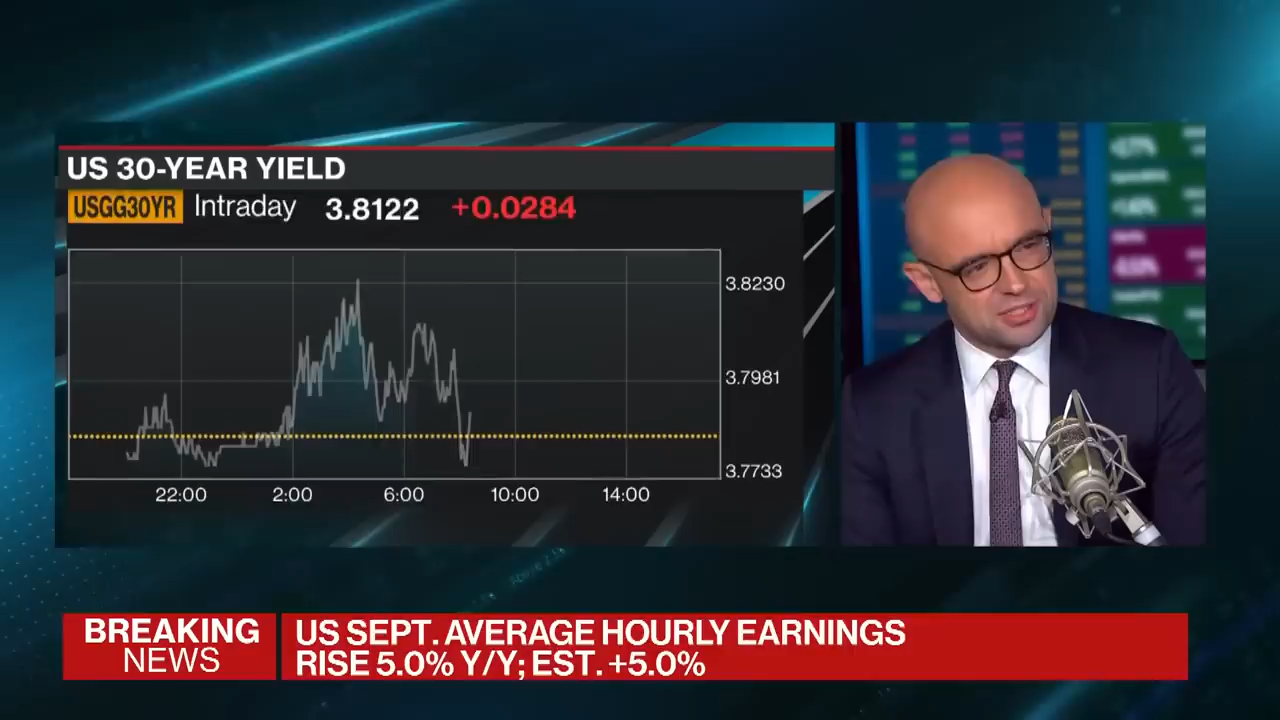 US 30-YEAR YIELD
USGG30YR Intraday 3.8122 +0.0284
3.8230
3.7981
3.7733
22:00 2:00 6:00 10:00 14:00
BREAKING
NEWS
US SEPT. AVERAGE HOURLY EARNINGS
RISE 5.0% Y/Y; EST. +5.0%